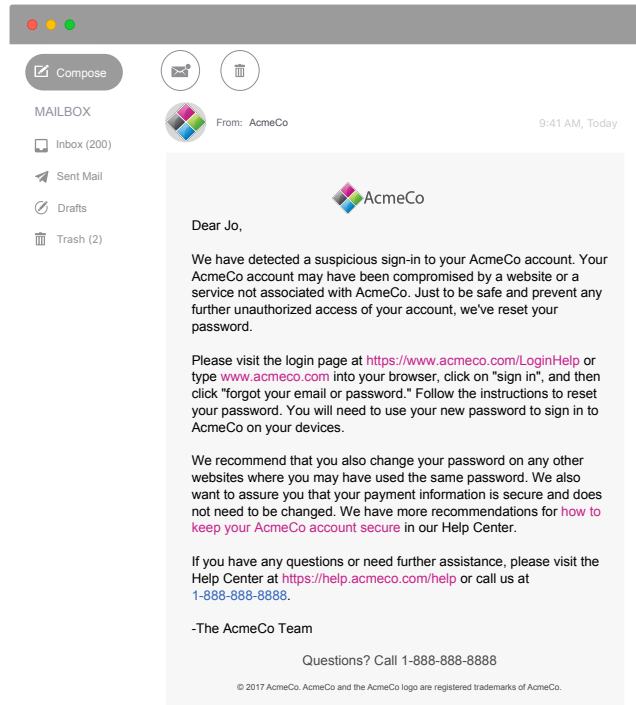 Compose
MAILBOX
Inbox (200)
Sent Mail
Drafts
Trash (2)
From: AcmeCo
9:41 AM, Today
AcmeCo
Dear Jo,
We have detected a suspicious sign-in to your AcmeCo account. Your
AcmeCo account may have been compromised by a website or a
service not associated with AcmeCo. Just to be safe and prevent any
further unauthorized access of your account, we've reset your
password.
Please visit the login page at https://www.acmeco.com/LoginHelp or
type www.acmeco.com into your browser, click on "sign in", and then
click "forgot your email or password." Follow the instructions to reset
your password. You will need to use your new password to sign in to
AcmeCo on your devices.
We recommend that you also change your password on any other
websites where you may have used the same password. We also
want to assure you that your payment information is secure and does
not need to be changed. We have more recommendations for how to
keep your AcmeCo account secure in our Help Center.
If you have any questions or need further assistance, please visit the
Help Center at https://help.acmeco.com/help or call us at
1-888-888-8888.
-The AcmeCo Team
Questions? Call 1-888-888-8888
© 2017 AcmeCo. AcmeCo and the AcmeCo logo are registered trademarks of AcmeCo.